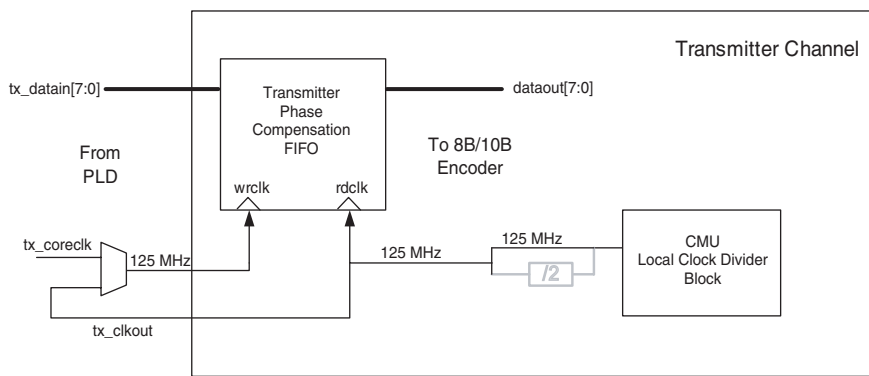 Transmitter Channel
tx_datain[7:0]
Transmitter
Phase
Compensation
FIFO
dataout[7:0]
From
PLD
To 8B/10B
Encoder
wrclk
rdclk
tx_coreclk
125 MHz
125 MHz
125 MHz
/2
CMU
Local Clock Divider
Block
tx_clkout